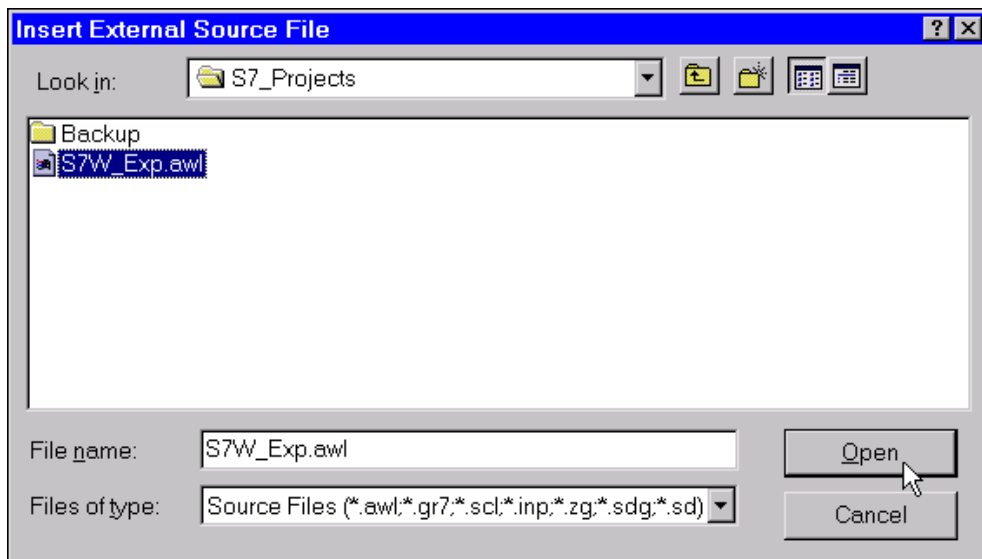 Insert External Source File
Look in: S7_Projects
Backup
S7W_Exp.awl
File name: S7W_Exp.awl Open
Files of type: Source Files (*.awl;*.gr7;*.scl;*.inp;*.zg;*.sdg;*.sd) Cancel